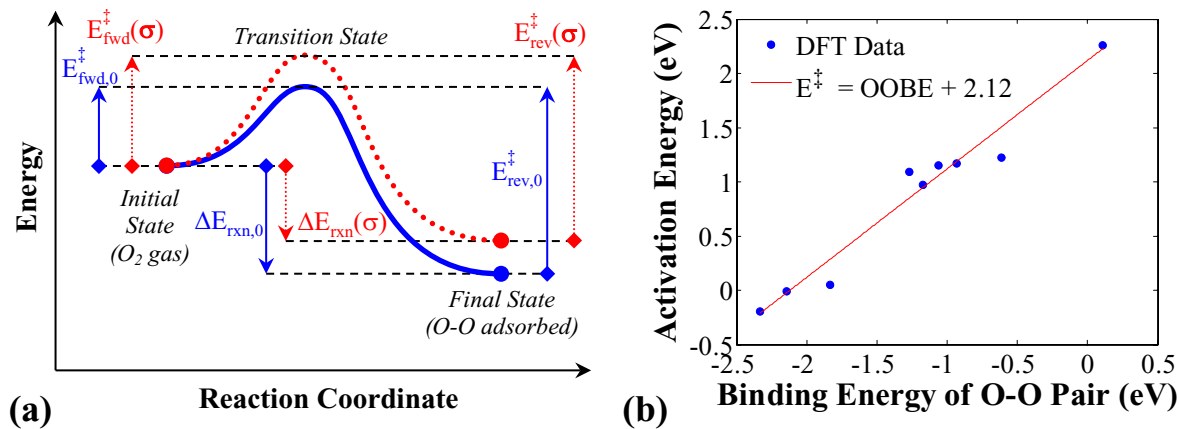 E‡fwd(σ)
E‡fwd,0
Transition State
E‡rev(σ)
Energy
Initial
State
(O2 gas)
ΔErxn,0
ΔErxn(σ)
E‡rev,0
Final State
(O-O adsorbed)
Reaction Coordinate
(a)
Activation Energy (eV)
2.5
2
1.5
1
0.5
0
-0.5
DFT Data
E‡ = OOBE + 2.12
-2.5 -2 -1.5 -1 -0.5 0 0.5
Binding Energy of O-O Pair (eV)
(b)